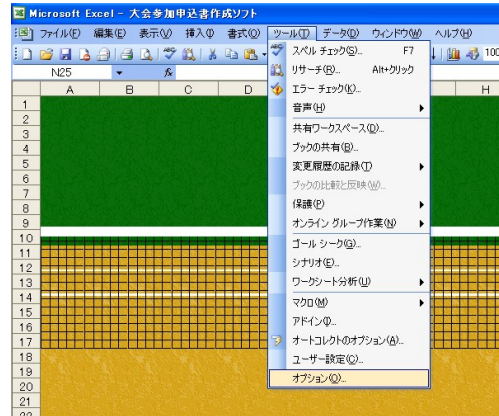 Microsoft Excel - 大会参加申込書作成ソフト
ファイル(F) 編集(E) 表示(V) 挿入(I) 書式(O) ツール(T) データ(D) ウィンドウ(W) ヘルプ(H)
100
N25 fx
A B C D H
1
2
3
4
5
6
7
8
9
10
11
12
13
14
15
16
17
18
19
20
21
22
スペル チェック(S)... F7
リサーチ(R)... Alt+クリック
エラー チェック(K)...
音声(H)
共有ワークスペース(D)...
ブックの共有(B)...
変更履歴の記録(T)
ブックの比較と反映(W)...
保護(P)
オンライン グループ作業(N)
ゴール シーク(G)...
シナリオ(E)...
ワークシート分析(U)
マクロ(M)
アドイン(I)...
オートコレクトのオプション(A)...
ユーザー設定(C)...
オプション(O)...